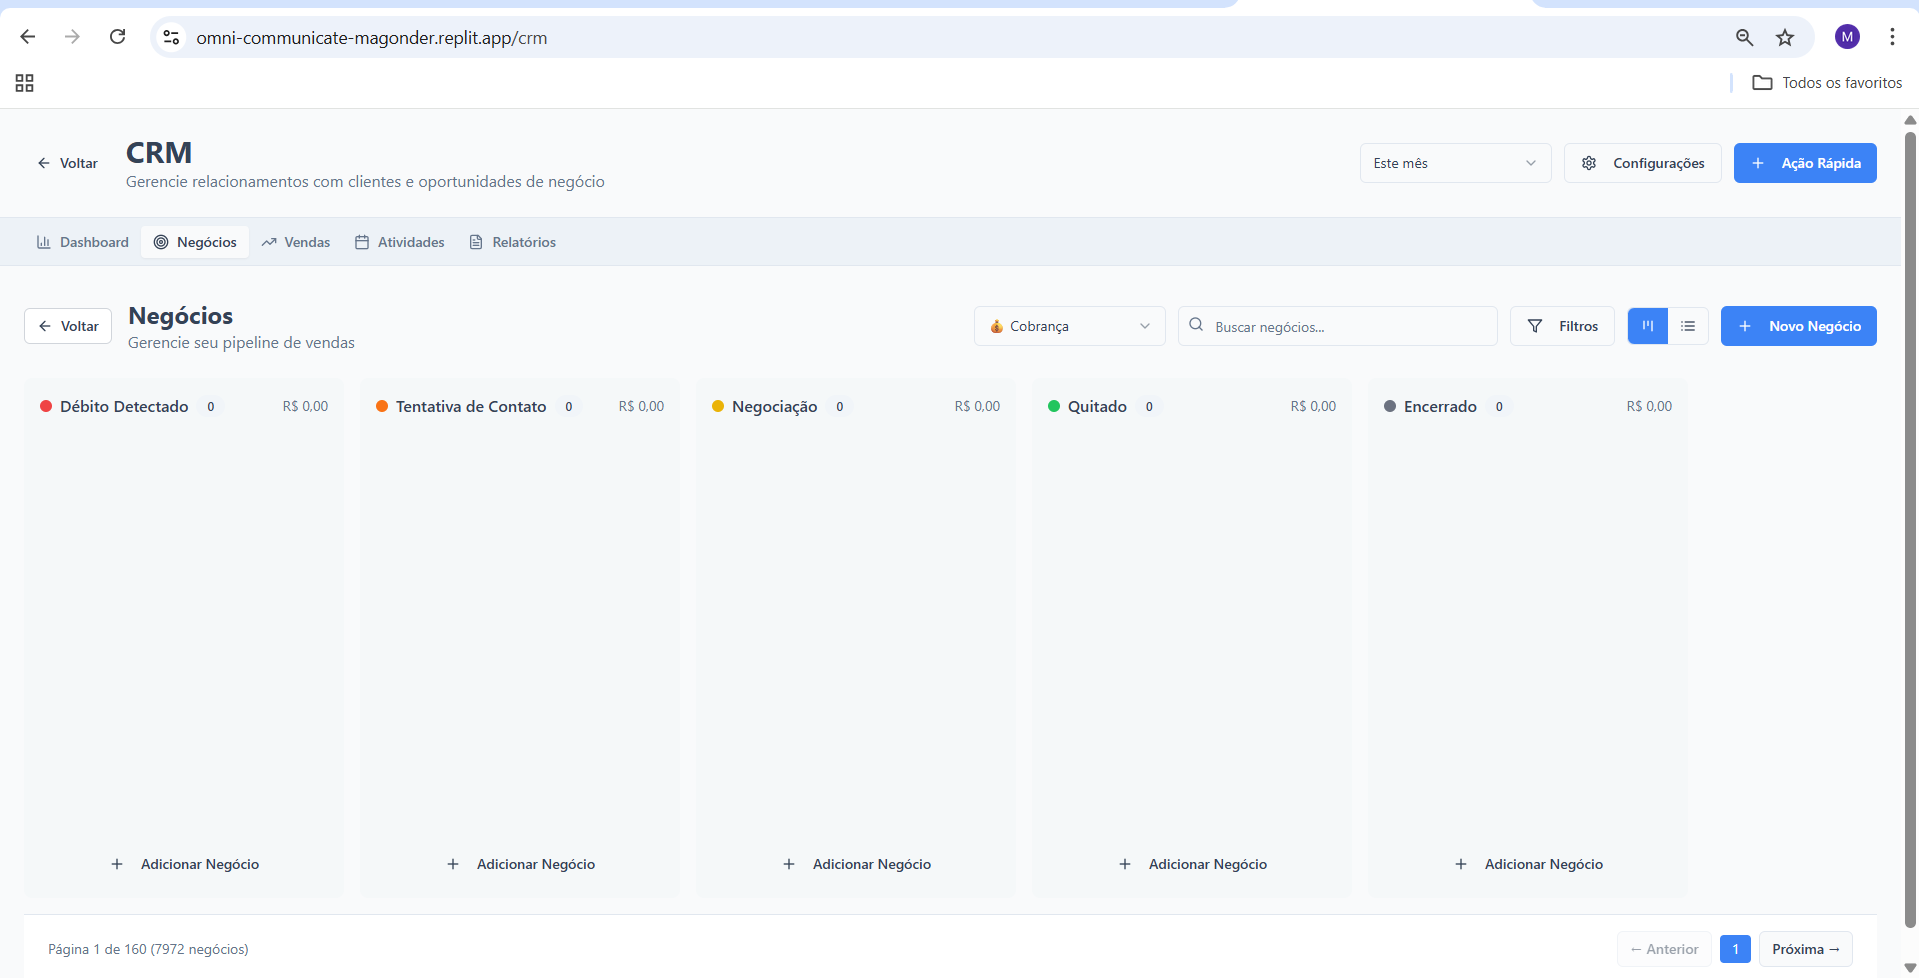 omni-communicate-magonder.replit.app/crm
M
Todos os favoritos
Voltar
CRM
Gerencie relacionamentos com clientes e oportunidades de negócio
Este mês
Configurações
Ação Rápida
Dashboard
Negócios
Vendas
Atividades
Relatórios
Voltar
Negócios
Gerencie seu pipeline de vendas
Cobrança
Buscar negócios...
Filtros
Novo Negócio
Débito Detectado 0 R$ 0,00
Tentativa de Contato 0 R$ 0,00
Negociação 0 R$ 0,00
Quitado 0 R$ 0,00
Encerrado 0 R$ 0,00
+ Adicionar Negócio
+ Adicionar Negócio
+ Adicionar Negócio
+ Adicionar Negócio
+ Adicionar Negócio
Página 1 de 160 (7972 negócios)
← Anterior
1
Próxima →